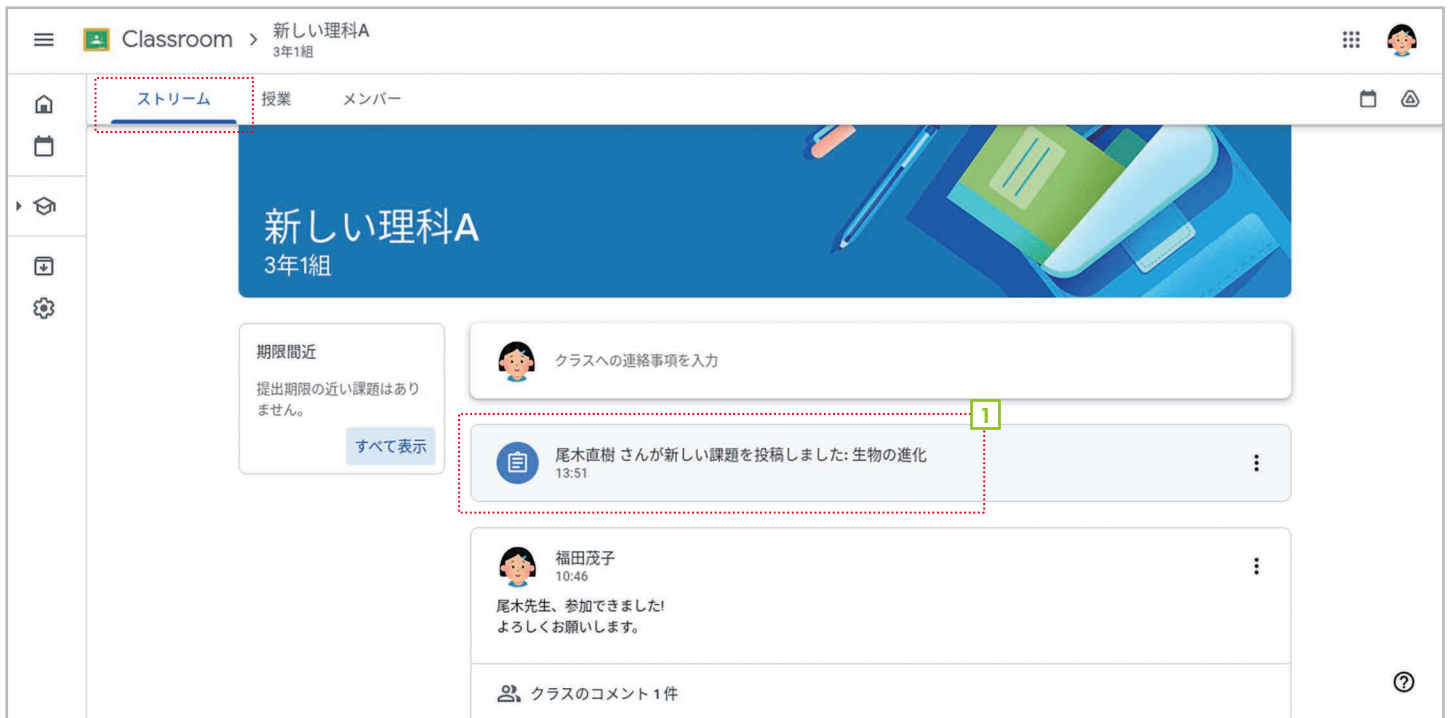 Classroom > 新しい理科A
3年1組
ストリーム 授業 メンバー
新しい理科A
3年1組
期限間近
提出期限の近い課題はあり
ません。
すべて表示
クラスへの連絡事項を入力
1
尾木直樹 さんが新しい課題を投稿しました: 生物の進化
13:51
福田茂子
10:46
尾木先生、参加できました!
よろしくお願いします。
クラスのコメント 1 件